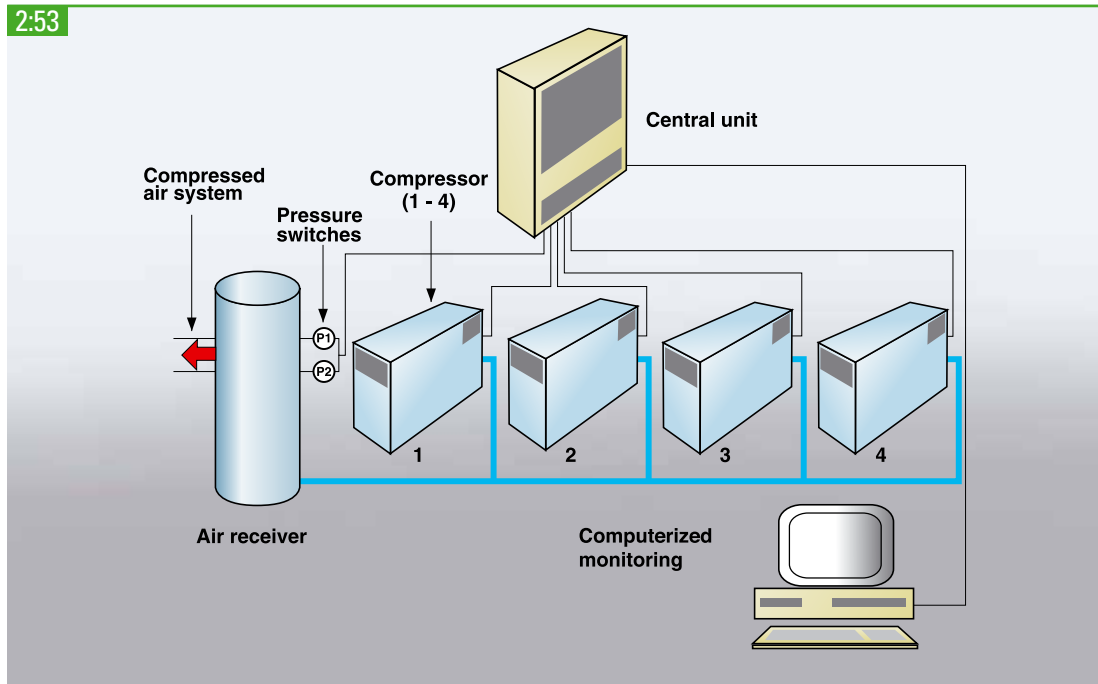 2:53
Central unit
Compressed
air system
Compressor
(1 - 4)
Pressure
switches
P1
P2
1
2
3
4
Air receiver
Computerized
monitoring